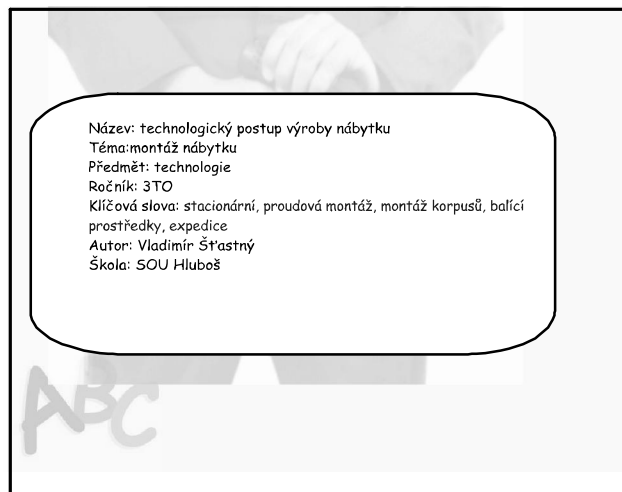 Název: technologický postup výroby nábytku
Téma:montáž nábytku
Předmět: technologie
Ročník: 3TO
Klíčová slova: stacionární, proudová montáž, montáž korpusů, balící
prostředky, expedice
Autor: Vladimír Šťastný
Škola: SOU Hluboš
ABC